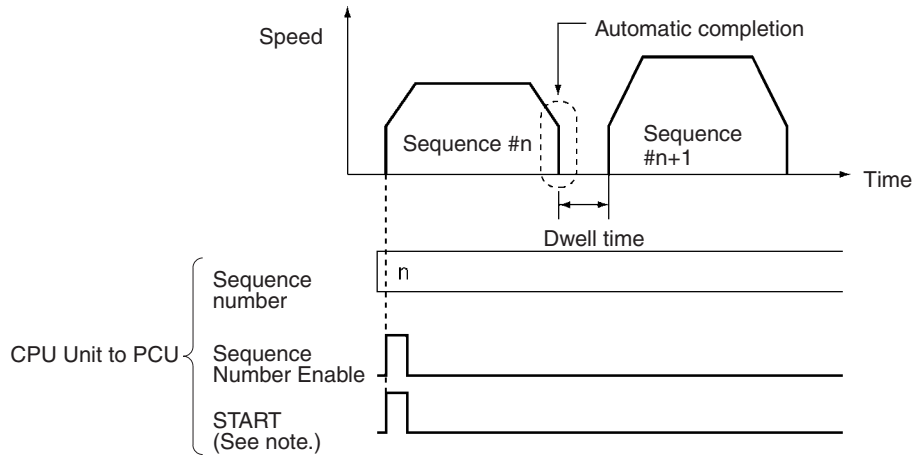 Speed
Automatic completion
Sequence #n
Sequence
#n+1
Time
Dwell time
CPU Unit to PCU
Sequence
number
n
Sequence
Number Enable
START
(See note.)